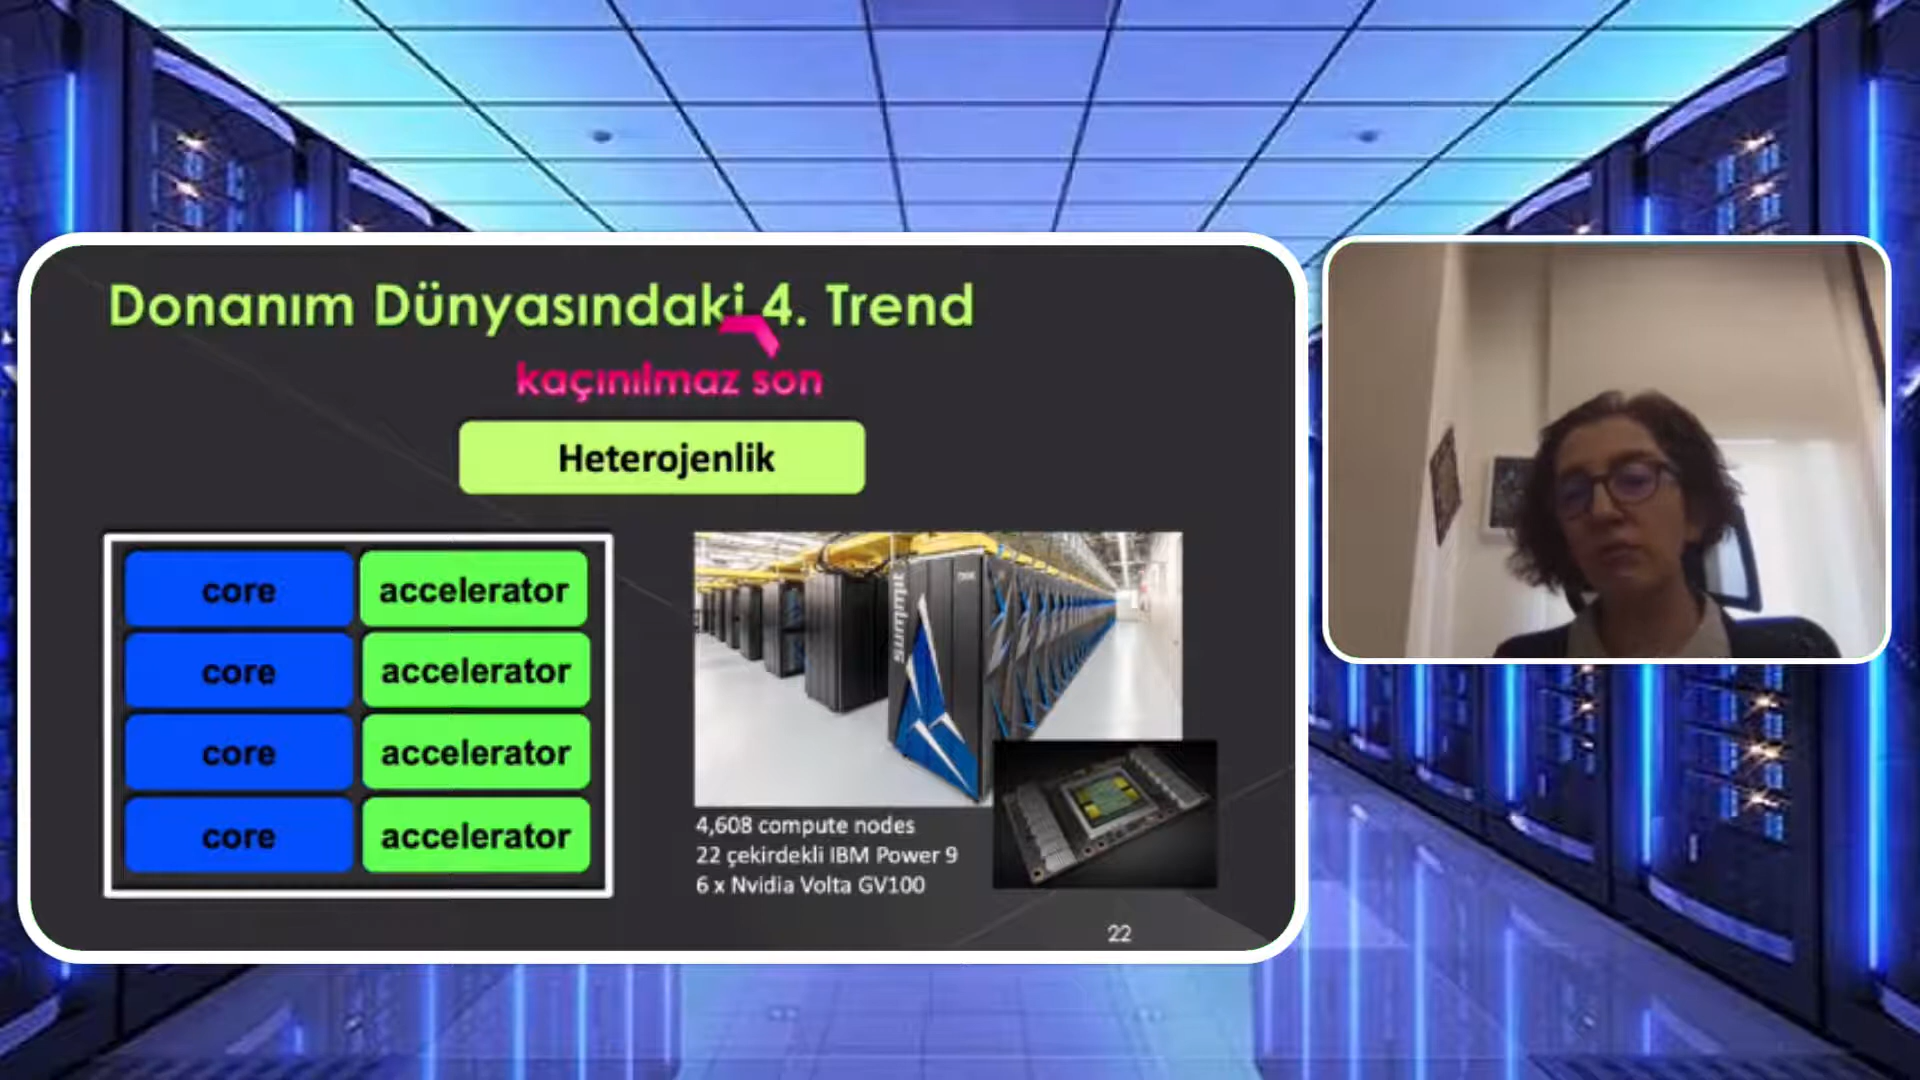 Donanım Dünyasındaki 4. Trend
kaçınılmaz son
Heterojenlik
core accelerator
core accelerator
core accelerator
core accelerator
summit
IBM
4,608 compute nodes
22 çekirdekli IBM Power 9
6 x Nvidia Volta GV100
22